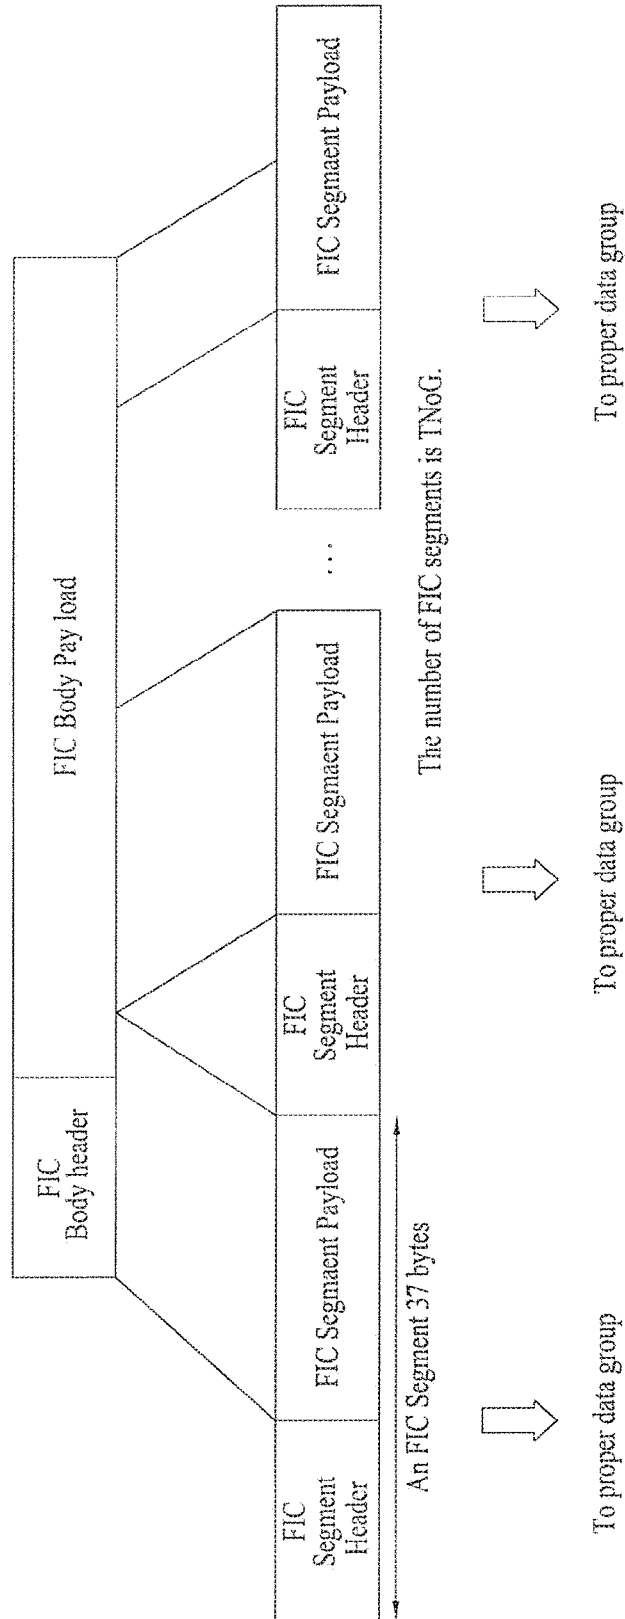 FIC
Body header
FIC Body Pay load
FIC
Segment
Header
FIC Segmaent Payload
FIC
Segment
Header
FIC Segmaent Payload
. . .
FIC
Segment
Header
FIC Segmaent Payload
An FIC Segment 37 bytes
The number of FIC segments is TNoG.
To proper data group
To proper data group
To proper data group